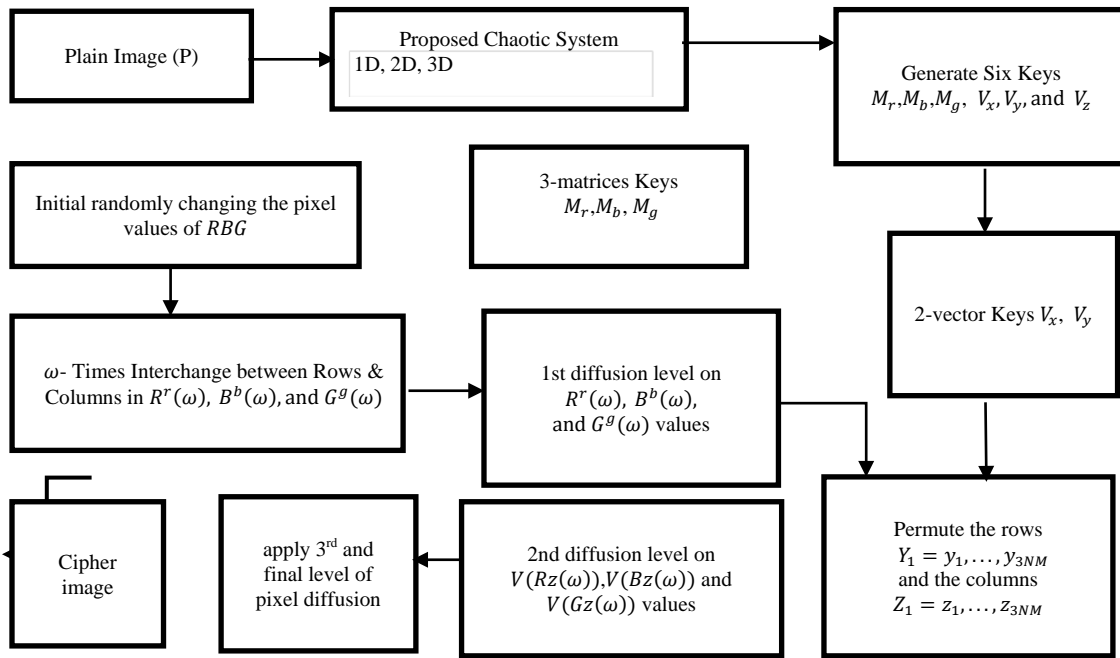 Plain Image (P)
Proposed Chaotic System
1D, 2D, 3D
Generate Six Keys
M_r,M_b,M_g, V_x,V_y, and V_z
Initial randomly changing the pixel
values of RBG
3-matrices Keys
M_r,M_b, M_g
2-vector Keys V_x, V_y
ω- Times Interchange between Rows &
Columns in R^r(ω), B^b(ω), and G^g(ω)
1st diffusion level on
R^r(ω), B^b(ω),
and G^g(ω) values
Cipher
image
apply 3rd and
final level of
pixel diffusion
2nd diffusion level on
V(Rz(ω)),V(Bz(ω)) and
V(Gz(ω)) values
Permute the rows
Y_1 = y_1,..., y_{3NM}
and the columns
Z_1 = z_1,..., z_{3NM}